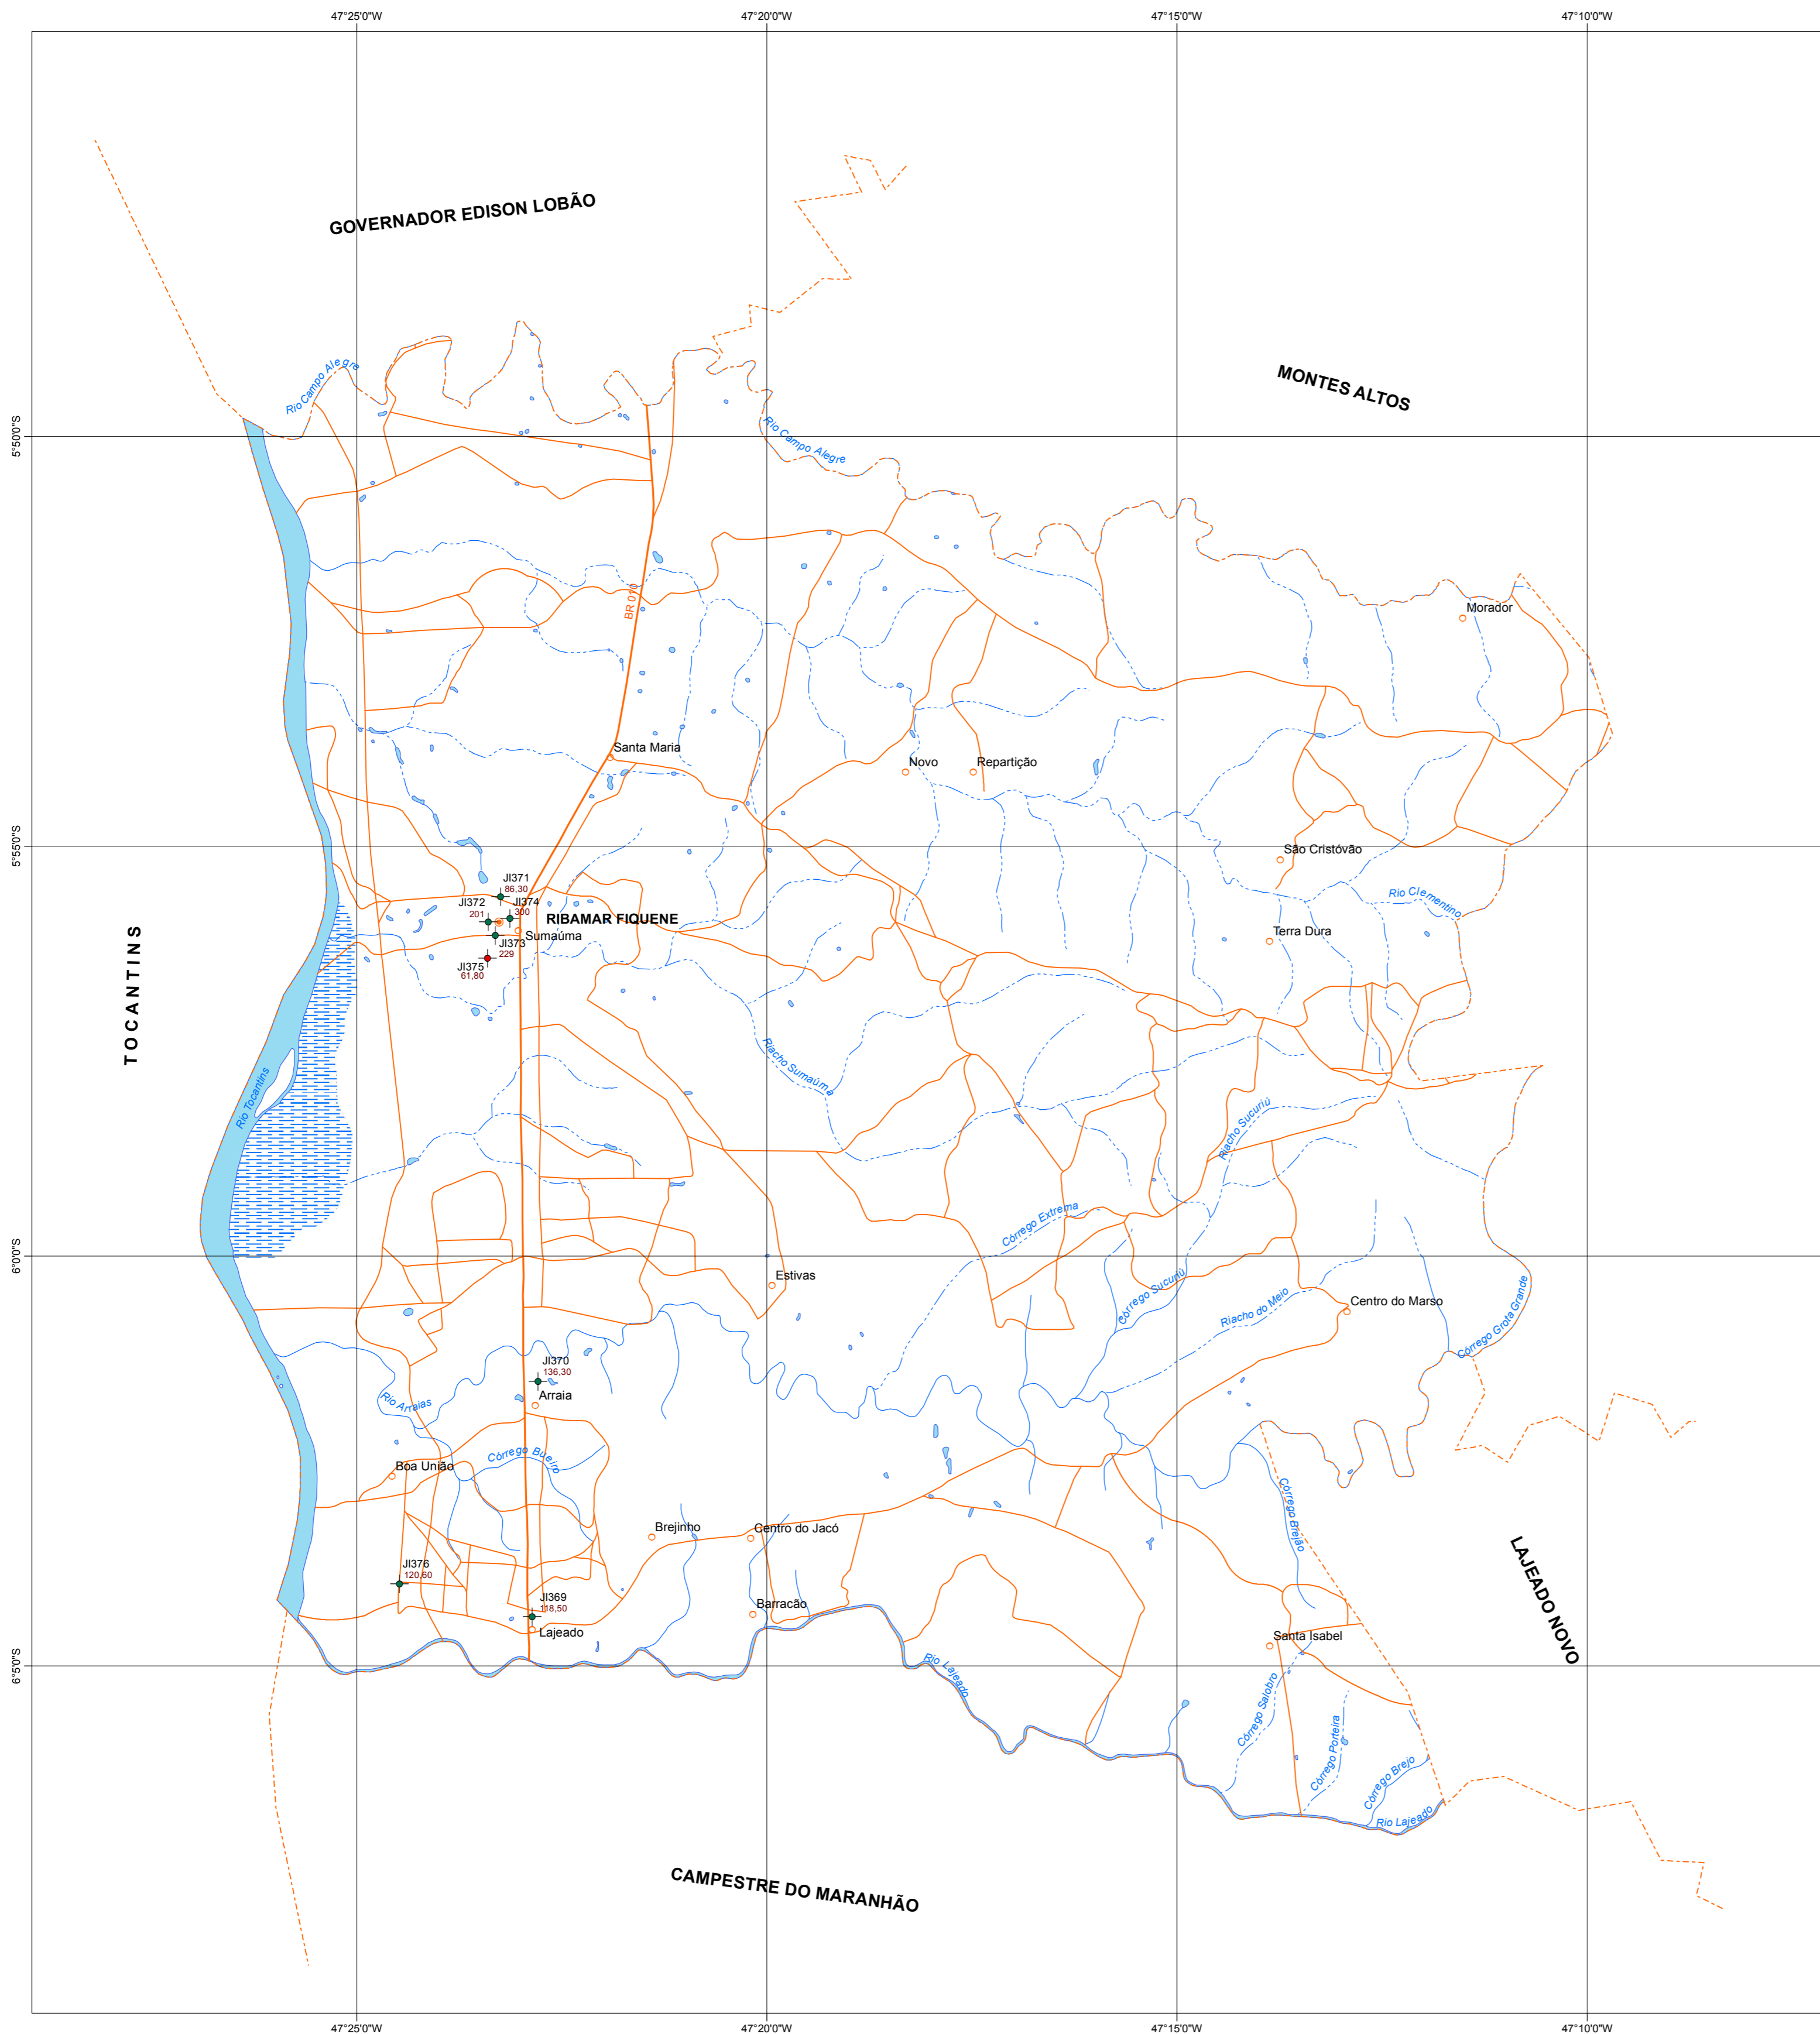 47°25'0"W
47°20'0"W
47°15'0"W
47°10'0"W
GOVERNADOR EDISON LOBÃO
MONTES ALTOS
Rio Campo Alegre
Rio Campo Alegre
5°50'0"S
BR 010
Morador
Santa Maria
Novo
Repartição
5°55'0"S
São Cristóvão
JI371
86,30
Rio Clementino
JI372
201
JI374
300
RIBAMAR FIQUENE
Sumaúma
Terra Dura
JI373
229
JI375
61,80
TOCANTINS
Riacho Sumaúma
Rio Tocantins
Riacho Sucuriú
Córrego Extrema
6°0'0"S
Estivas
Córrego Sucuriú
Riacho do Meio
Centro do Marso
Córrego Grota Grande
JI370
136,30
Arraia
Rio Arraias
Córrego Bueiro
Boa União
Córrego Brejão
Brejinho
Centro do Jacó
LAJEADO NOVO
JI376
120,60
JI369
118,50
Barracão
Lajeado
Santa Isabel
6°5'0"S
Rio Lajeado
Córrego Salobro
Córrego Porteira
Córrego Brejo
Rio Lajeado
CAMPESTRE DO MARANHÃO
47°25'0"W
47°20'0"W
47°15'0"W
47°10'0"W